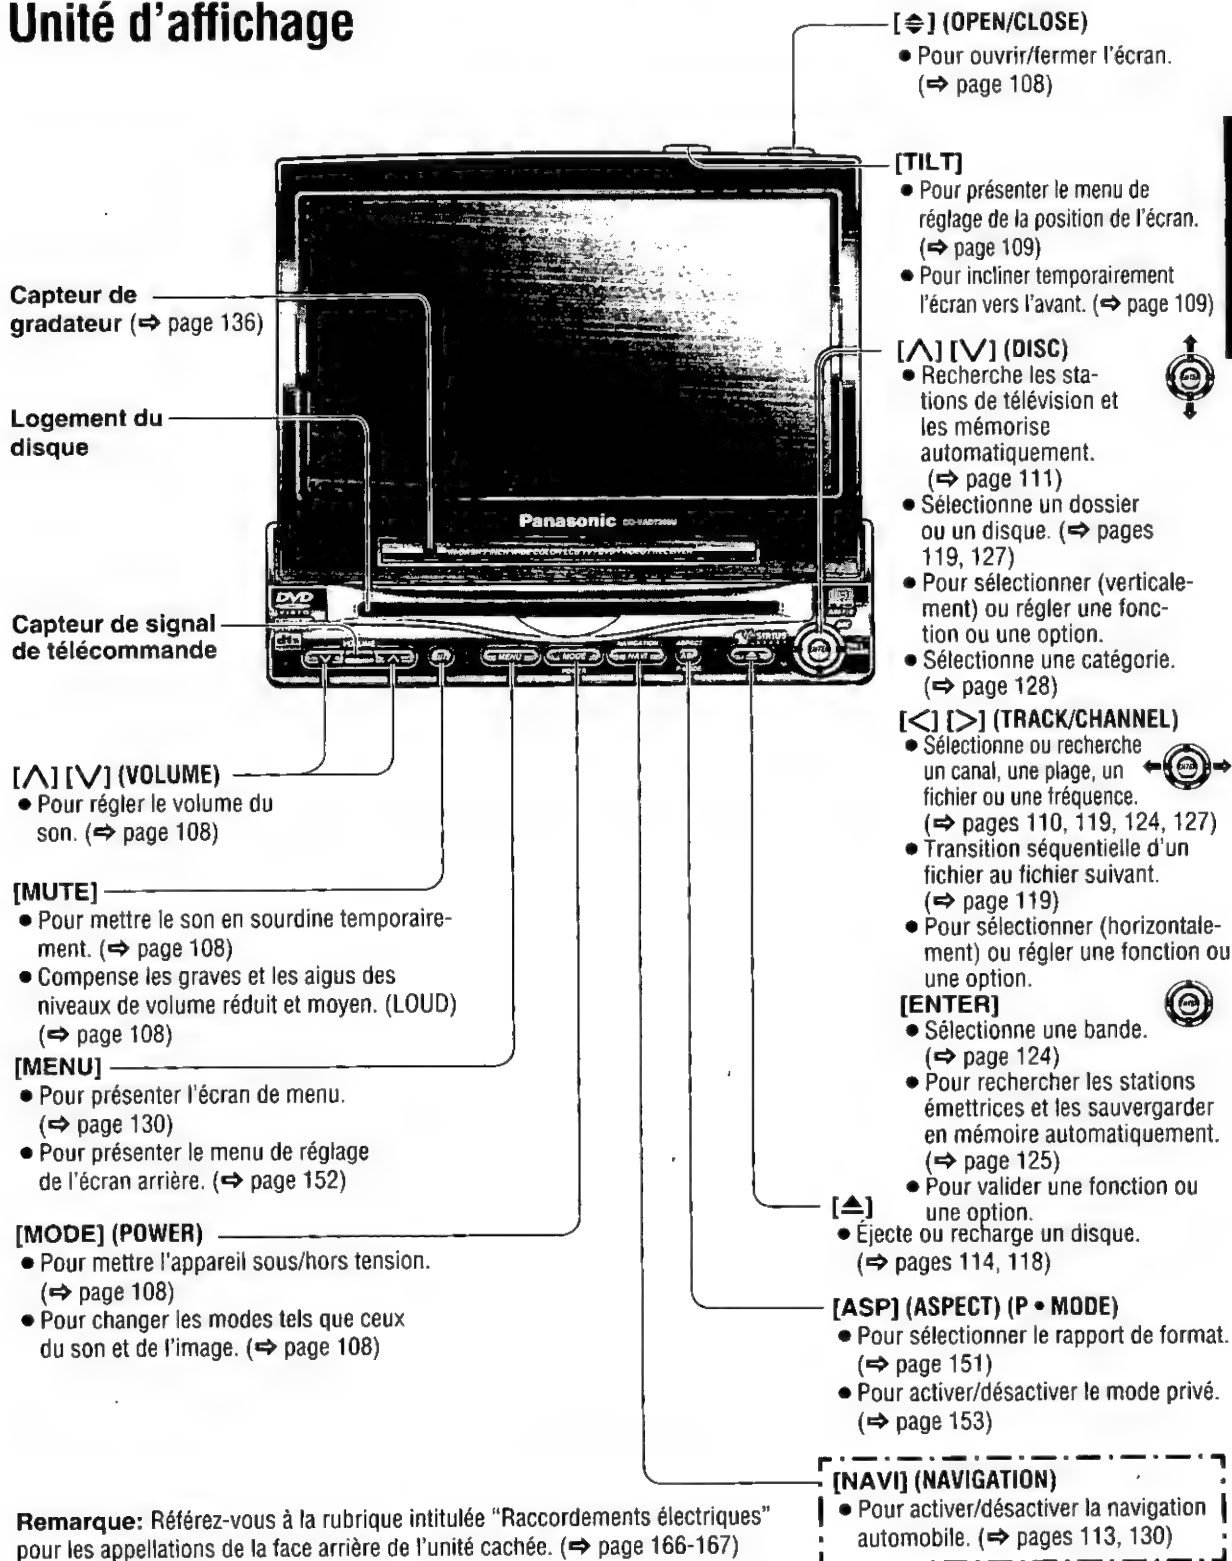 Unité d'affichage
[⏏] (OPEN/CLOSE)
● Pour ouvrir/fermer l'écran.
(⇨ page 108)
[TILT]
● Pour présenter le menu de
réglage de la position de l'écran.
(⇨ page 109)
● Pour incliner temporairement
l'écran vers l'avant. (⇨ page 109)
Capteur de
gradateur (⇨ page 136)
Logement du
disque
Capteur de signal
de télécommande
Panasonic
DVD
VIDEO
dts
MENU
MODE
NAVI
ASP
POWER
ENTER
[∧] [∨] (DISC)
● Recherche les sta-
tions de télévision et
les mémorise
automatiquement.
(⇨ page 111)
● Sélectionne un dossier
ou un disque. (⇨ pages
119, 127)
● Pour sélectionner (verticale-
ment) ou régler une fonc-
tion ou une option.
● Sélectionne une catégorie.
(⇨ page 128)
[<] [>] (TRACK/CHANNEL)
● Sélectionne ou recherche
un canal, une plage, un
fichier ou une fréquence.
(⇨ pages 110, 119, 124, 127)
● Transition séquentielle d'un
fichier au fichier suivant.
(⇨ page 119)
● Pour sélectionner (horizontale-
ment) ou régler une fonction ou
une option.
[ENTER]
● Sélectionne une bande.
(⇨ page 124)
● Pour rechercher les stations
émettrices et les sauvergarder
en mémoire automatiquement.
(⇨ page 125)
● Pour valider une fonction ou
une option.
[∧] [∨] (VOLUME)
● Pour régler le volume du
son. (⇨ page 108)
[MUTE]
● Pour mettre le son en sourdine temporaire-
ment. (⇨ page 108)
● Compense les graves et les aigus des
niveaux de volume réduit et moyen. (LOUD)
(⇨ page 108)
[MENU]
● Pour présenter l'écran de menu.
(⇨ page 130)
● Pour présenter le menu de réglage
de l'écran arrière. (⇨ page 152)
[MODE] (POWER)
● Pour mettre l'appareil sous/hors tension.
(⇨ page 108)
● Pour changer les modes tels que ceux
du son et de l'image. (⇨ page 108)
[⏏]
● Éjecte ou recharge un disque.
(⇨ pages 114, 118)
[ASP] (ASPECT) (P • MODE)
● Pour sélectionner le rapport de format.
(⇨ page 151)
● Pour activer/désactiver le mode privé.
(⇨ page 153)
[NAVI] (NAVIGATION)
● Pour activer/désactiver la navigation
automobile. (⇨ pages 113, 130)
Remarque: Référez-vous à la rubrique intitulée "Raccordements électriques"
pour les appellations de la face arrière de l'unité cachée. (⇨ page 166-167)